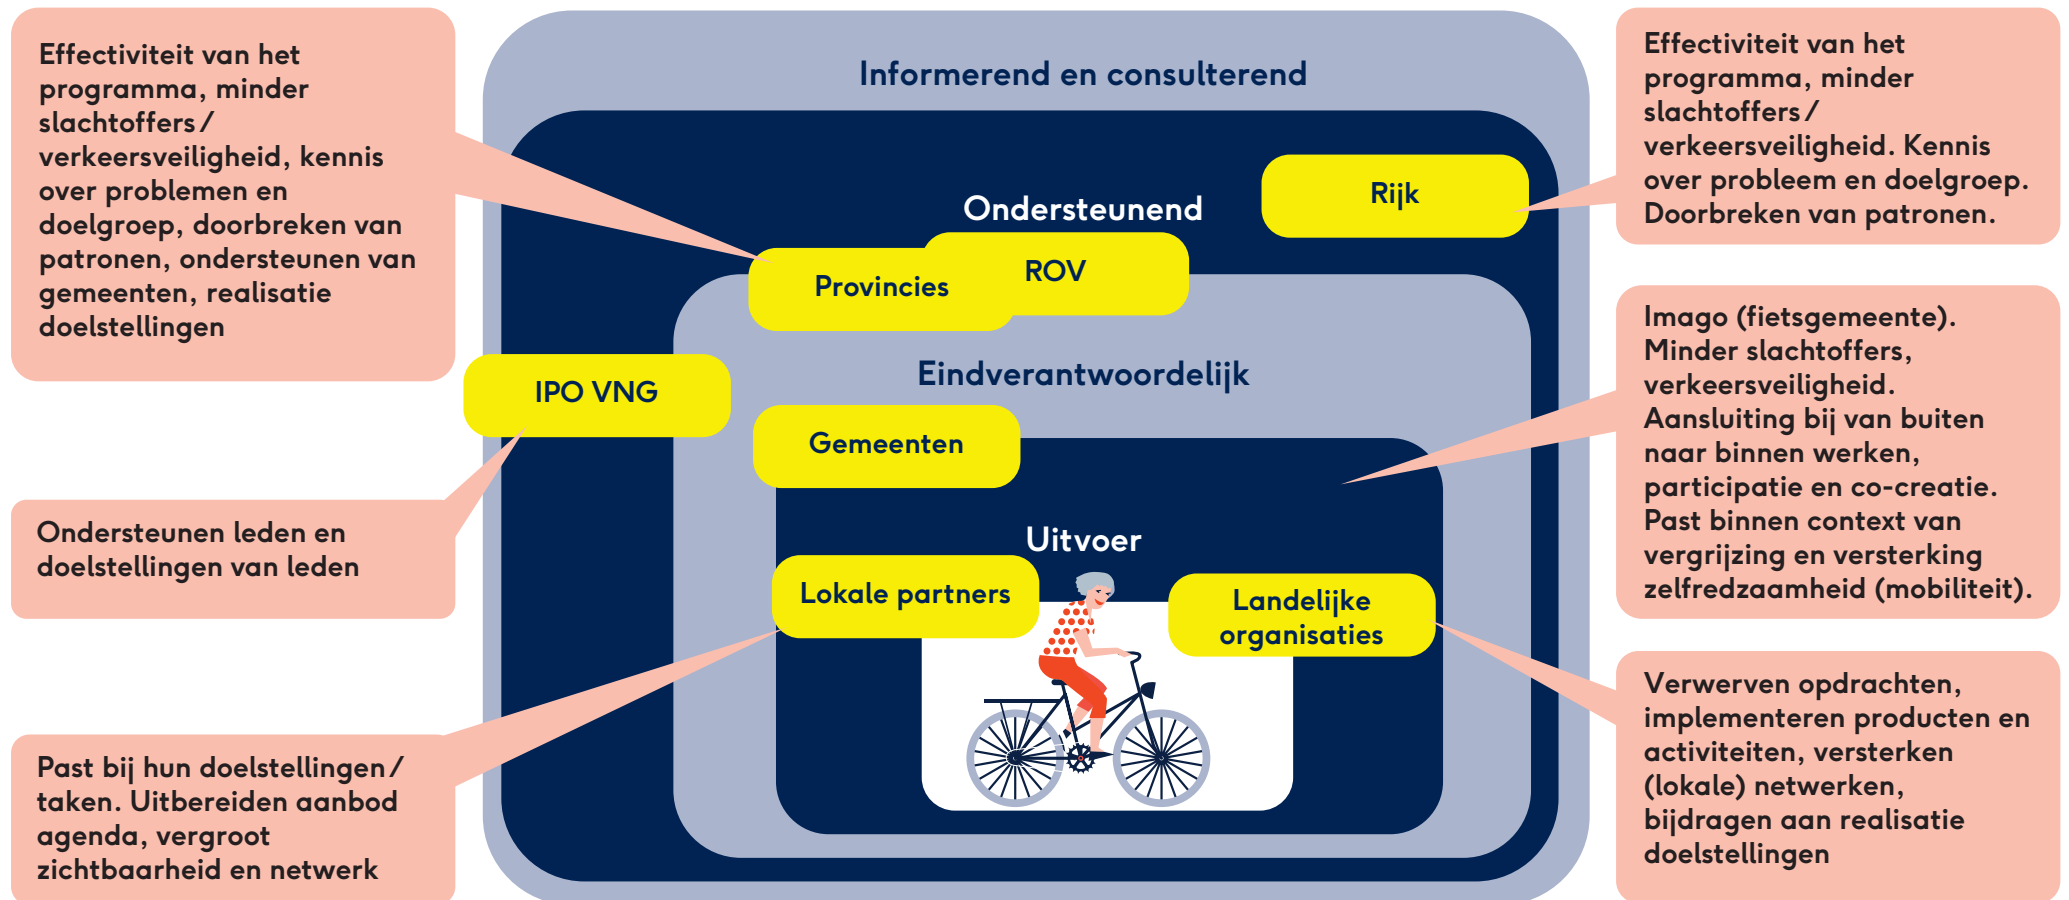 Effectiviteit van het
programma, minder
slachtoffers/
verkeersveiligheid, kennis
over problemen en
doelgroep, doorbreken van
patronen, ondersteunen van
gemeenten, realisatie
doelstellingen
Ondersteunen leden en
doelstellingen van leden
Past bij hun doelstellingen/
taken. Uitbereiden aanbod
agenda, vergroot
zichtbaarheid en netwerk
Informerend en consulterend
Ondersteunend
Rijk
ROV
Provincies
Eindverantwoordelijk
IPO VNG
Gemeenten
Uitvoer
Lokale partners
Landelijke
organisaties
Effectiviteit van het
programma, minder
slachtoffers/
verkeersveiligheid. Kennis
over probleem en doelgroep.
Doorbreken van patronen.
Imago (fietsgemeente).
Minder slachtoffers,
verkeersveiligheid.
Aansluiting bij van buiten
naar binnen werken,
participatie en co-creatie.
Past binnen context van
vergrijzing en versterking
zelfredzaamheid (mobiliteit).
Verwerven opdrachten,
implementeren producten en
activiteiten, versterken
(lokale) netwerken,
bijdragen aan realisatie
doelstellingen